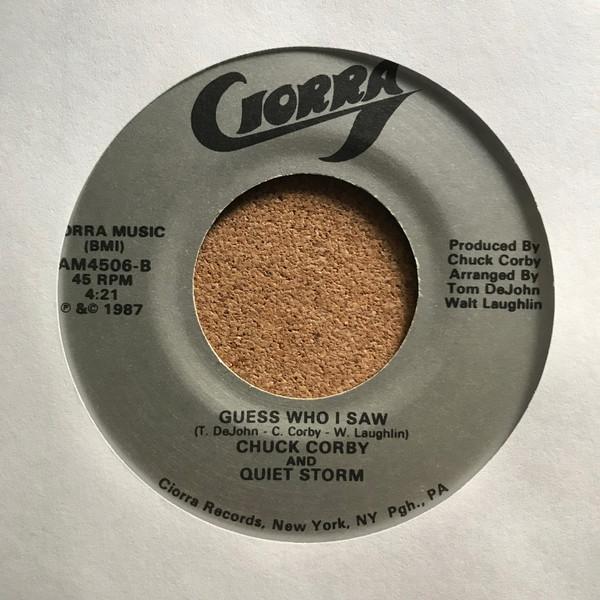 CIORRA
ORRA MUSIC
(BMI)
AM4506-B
45 RPM
4:21
℗ &© 1987
Produced By
Chuck Corby
Arranged By
Tom DeJohn
Walt Laughlin
GUESS WHO I SAW
(T. DeJohn - C. Corby - W. Laughlin)
CHUCK CORBY
AND
QUIET STORM
Ciorra Records, New York, NY Pgh., PA